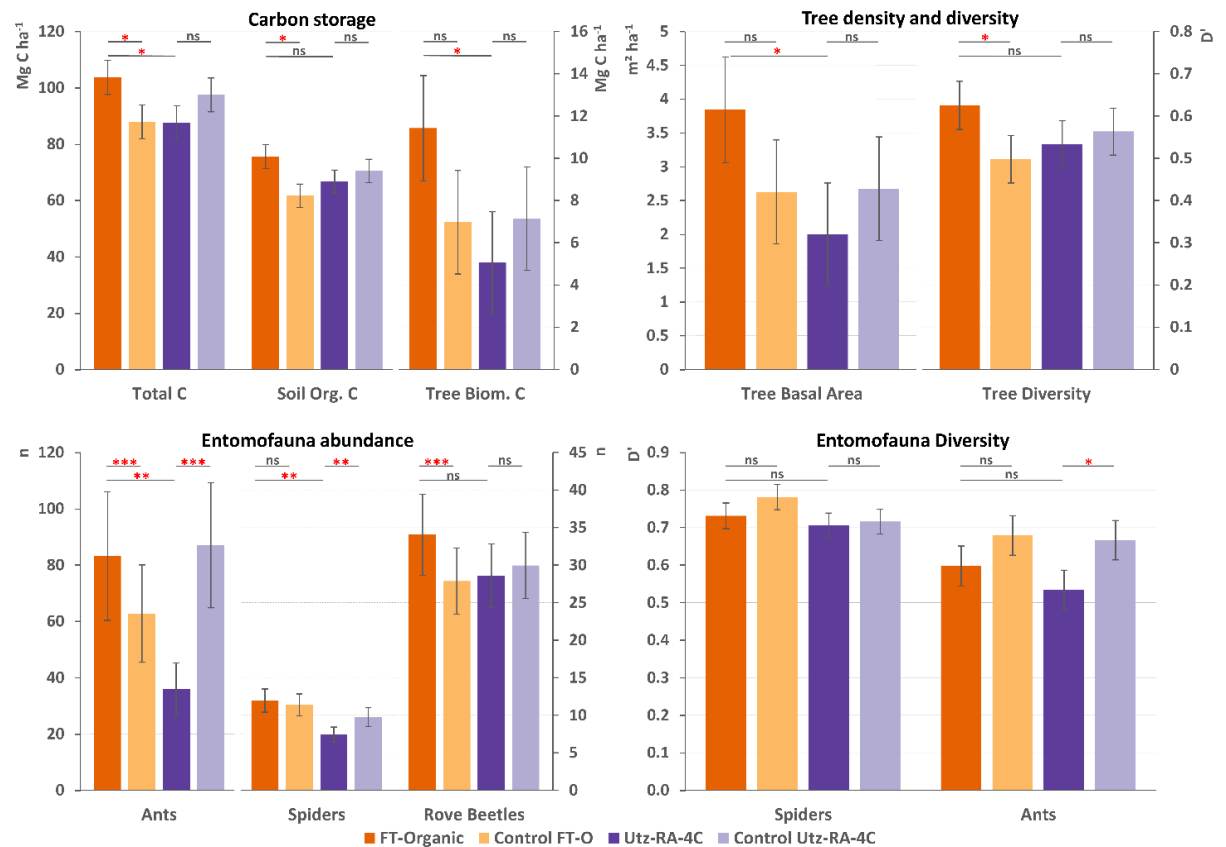 Carbon storage
120
100
80
60
40
20
0
Mg C ha⁻¹
* ns * ns ns ns
* ns *
16
14
12
10
8
6
4
2
0
Mg C ha⁻¹
Total C Soil Org. C Tree Biom. C
Tree density and diversity
5
4.5
4
3.5
3
2.5
2
1.5
1
0.5
0
m² ha⁻¹
ns ns * ns
* ns
0.8
0.7
0.6
0.5
0.4
0.3
0.2
0.1
0
D'
Tree Basal Area Tree Diversity
Entomofauna abundance
n
120
100
80
60
40
20
0
*** *** ns ** *** ns
** ** ns
n
45
40
35
30
25
20
15
10
5
0
Ants Spiders Rove Beetles
Entomofauna Diversity
D'
0.9
0.8
0.7
0.6
0.5
0.4
0.3
0.2
0.1
0.0
ns ns ns *
ns ns
Spiders Ants
FT-Organic Control FT-O Utz-RA-4C Control Utz-RA-4C